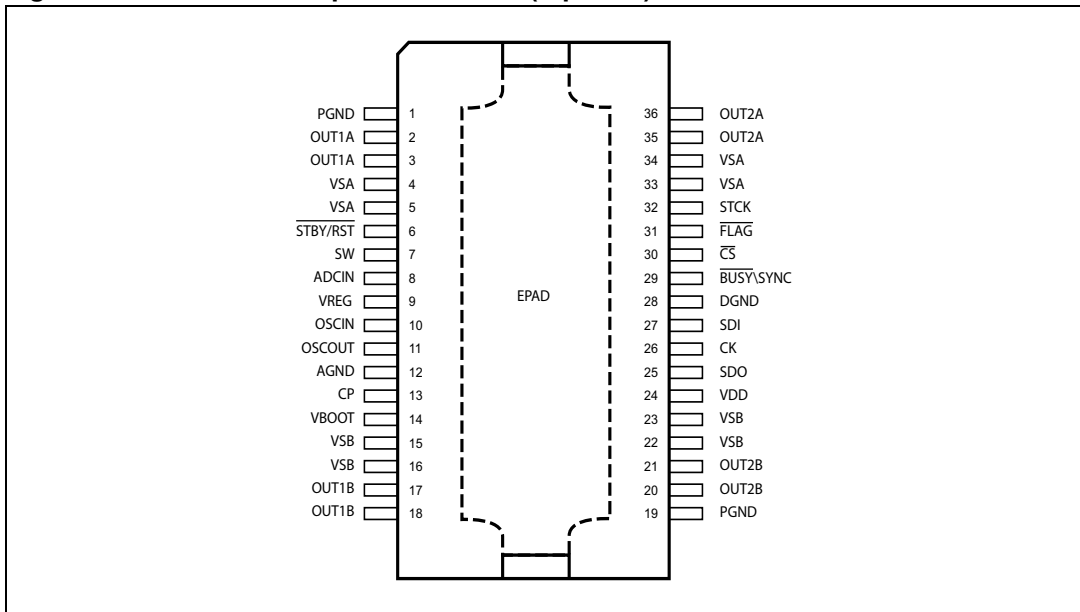 PGND 1
OUT1A 2
OUT1A 3
VSA 4
VSA 5
STBY/RST 6
SW 7
ADCIN 8
VREG 9
OSCIN 10
OSCOUT 11
AGND 12
CP 13
VBOOT 14
VSB 15
VSB 16
OUT1B 17
OUT1B 18
EPAD
36 OUT2A
35 OUT2A
34 VSA
33 VSA
32 STCK
31 FLAG
30 CS
29 BUSY\SYNC
28 DGND
27 SDI
26 CK
25 SDO
24 VDD
23 VSB
22 VSB
21 OUT2B
20 OUT2B
19 PGND